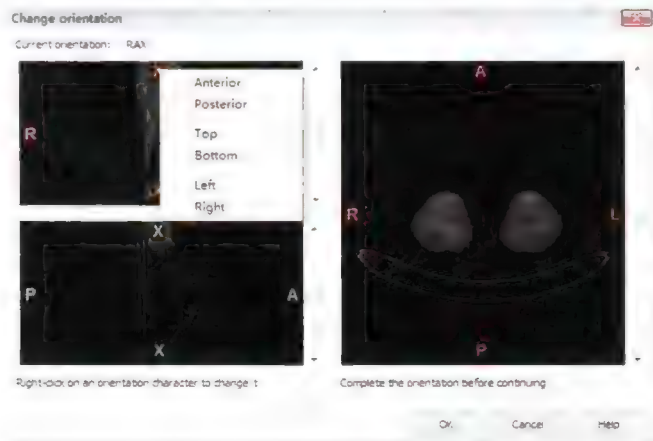 Change orientation
Current orientation: RAX
A
Anterior
Posterior
Top
Bottom
Left
Right
R
R
L
X
P
A
X
P
Right-click on an orientation character to change it
Complete the orientation before continuing
OK
Cancel
Help